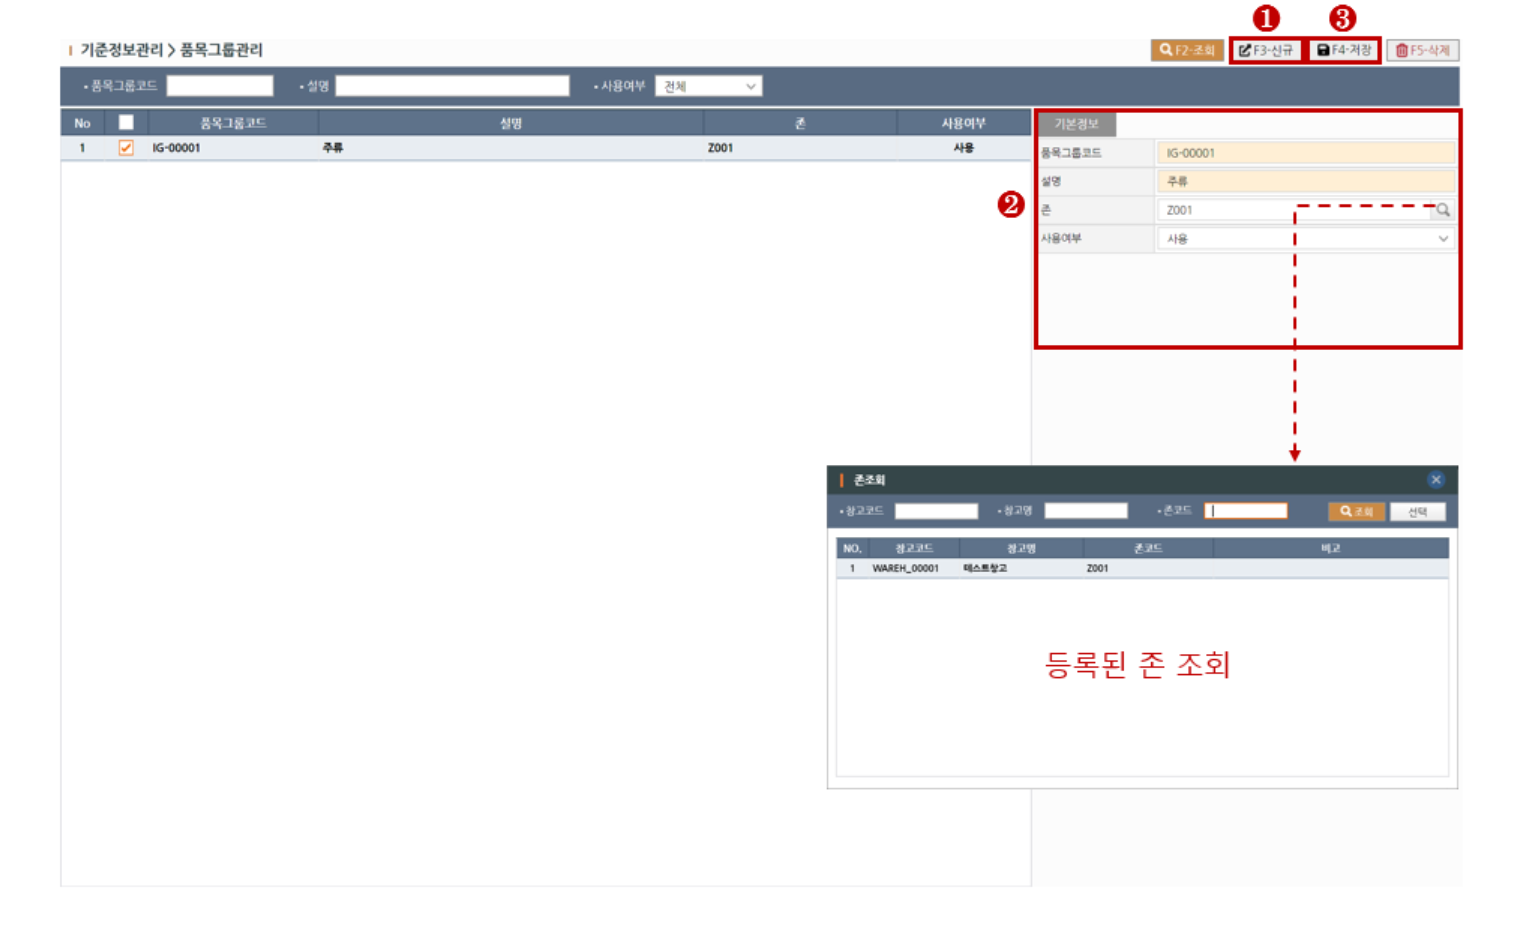 ❶ ❸
기준정보관리 > 품목그룹관리
F2-조회 F3-신규 F4-저장 F5-삭제
• 품목그룹코드 • 설명 • 사용여부 전체
No 품목그룹코드 설명 존 사용여부
1 IG-00001 주류 Z001 사용
기본정보
품목그룹코드 IG-00001
설명 주류
❷
존 Z001
사용여부 사용
존조회
• 창고코드 • 창고명 • 존코드 조회 선택
NO. 창고코드 창고명 존코드 비고
1 WAREH_00001 테스트창고 Z001
등록된 존 조회